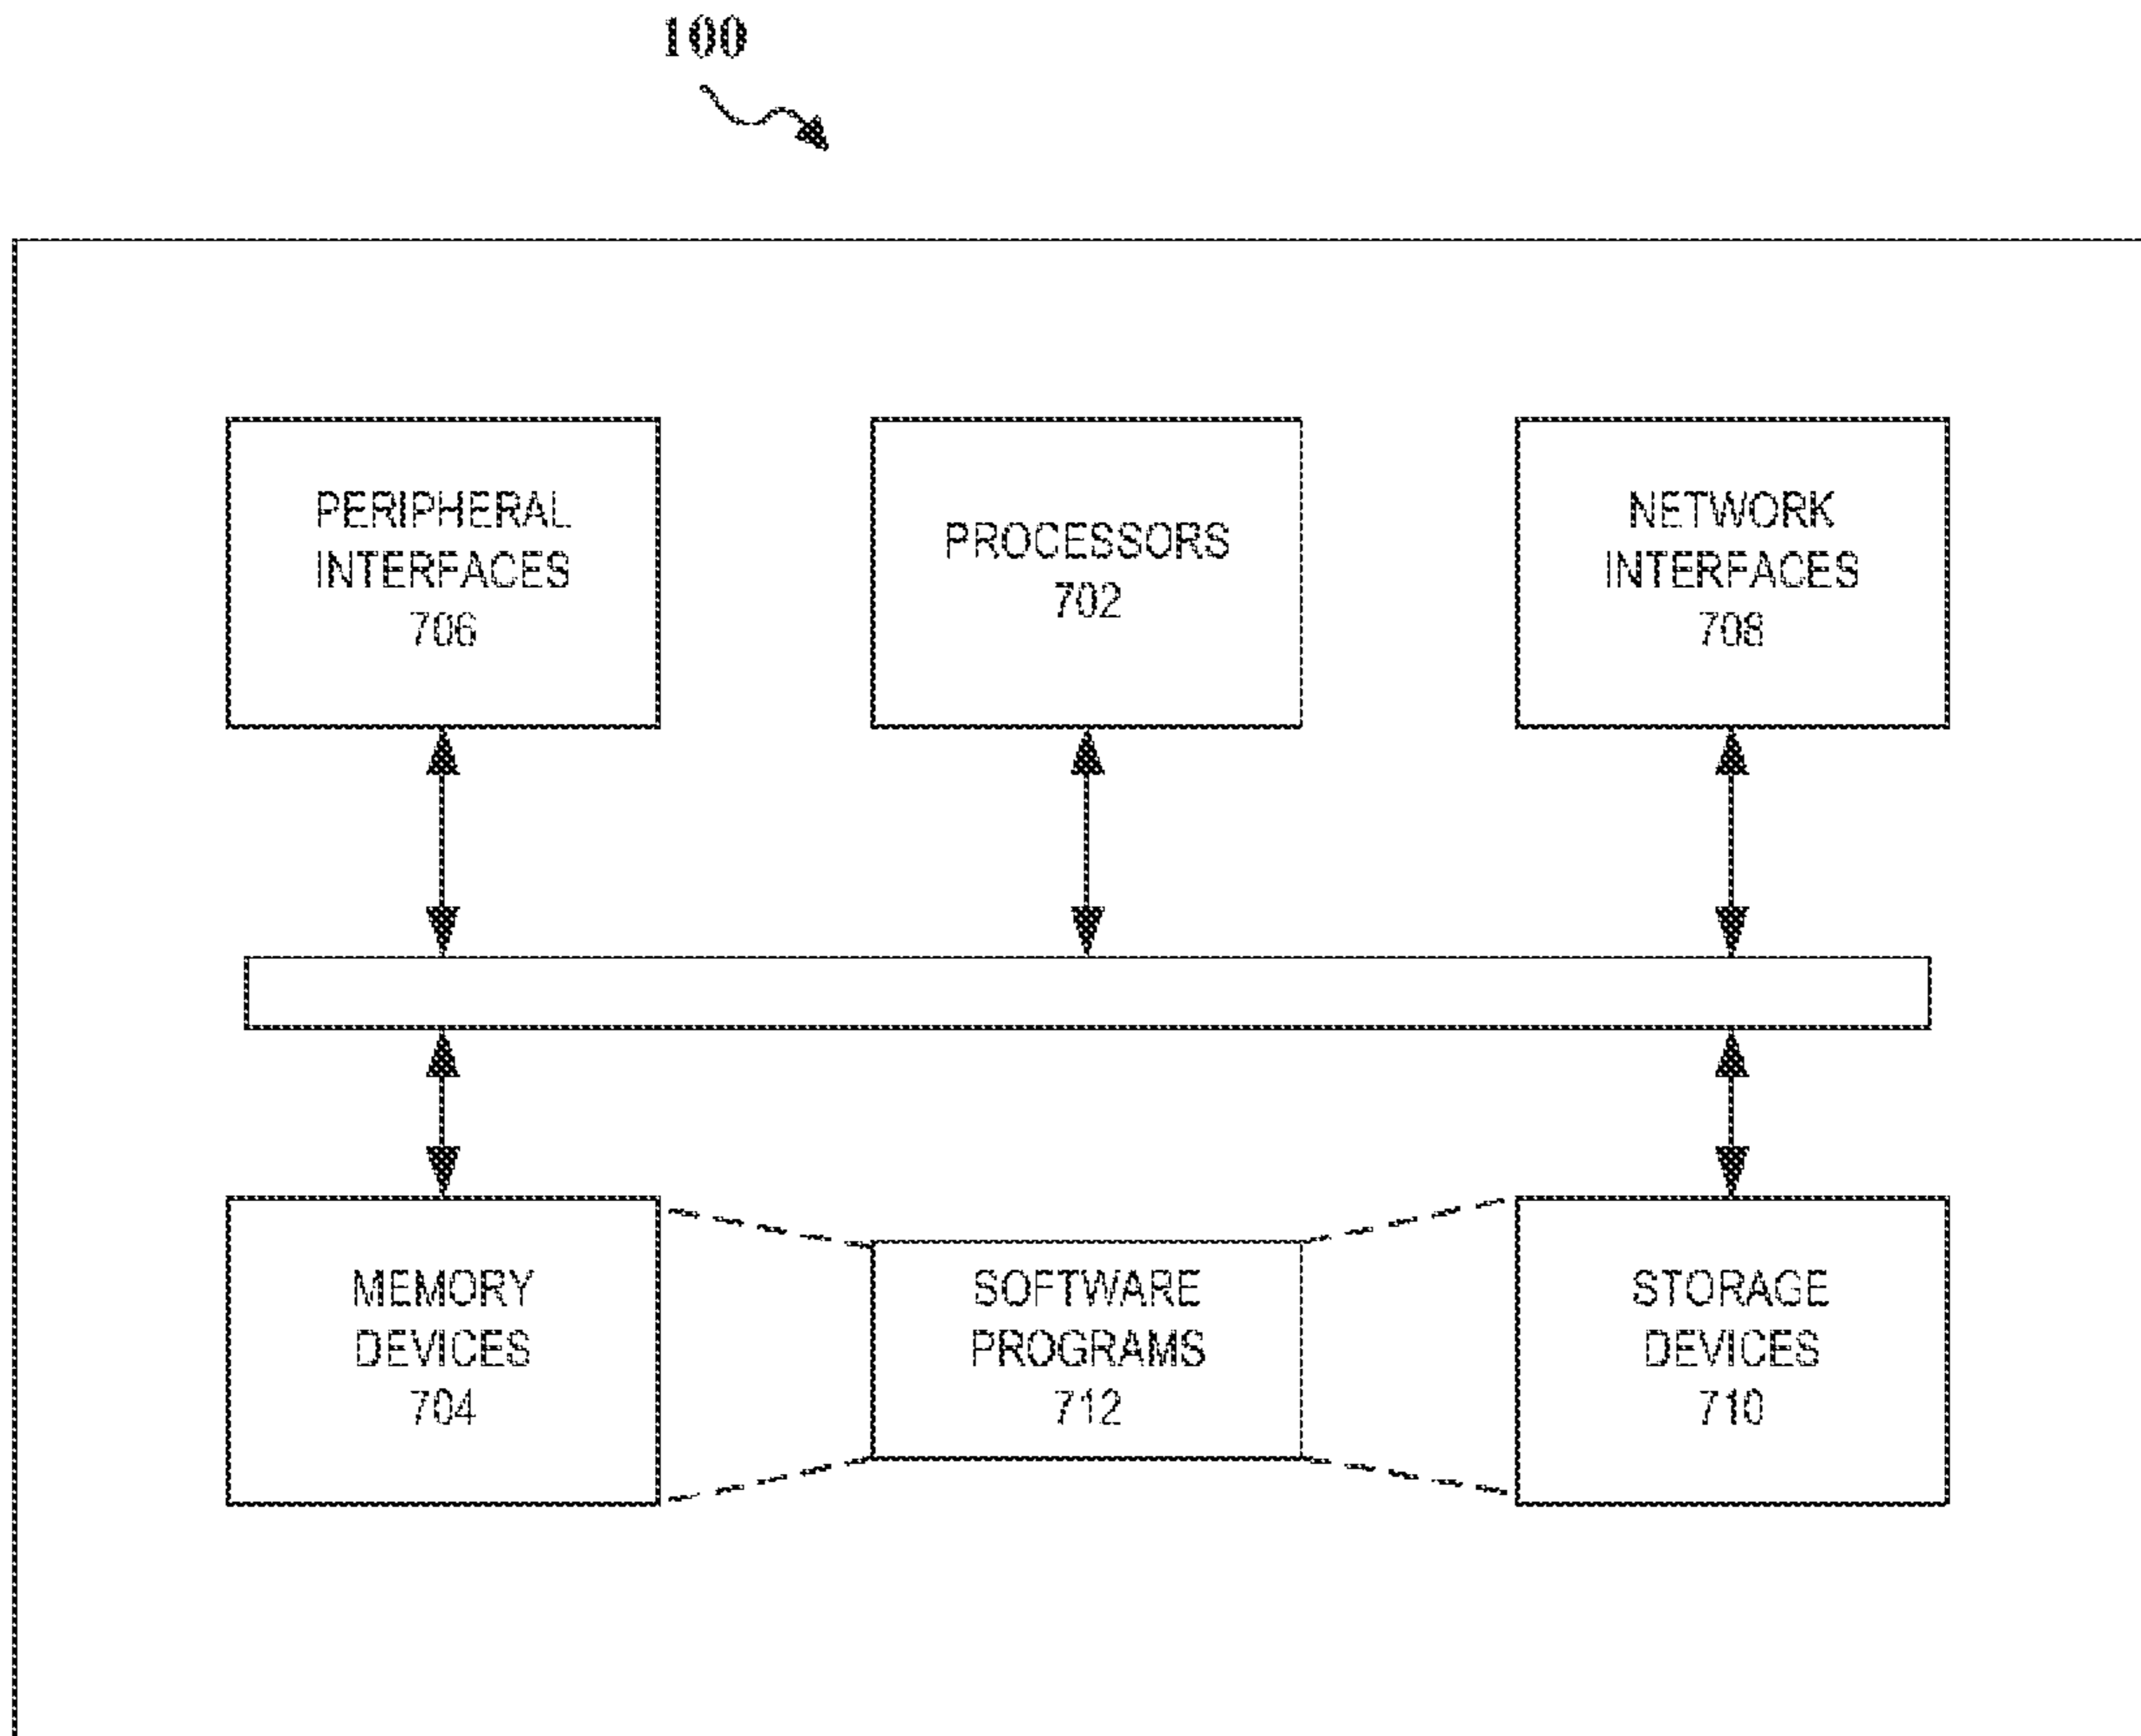 100
PERIPHERAL
INTERFACES
706
PROCESSORS
702
NETWORK
INTERFACES
708
MEMORY
DEVICES
704
SOFTWARE
PROGRAMS
712
STORAGE
DEVICES
710